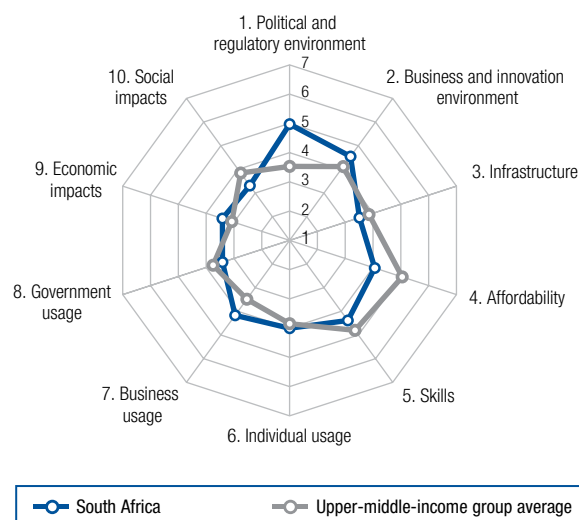 1. Political and
regulatory environment
2. Business and innovation
environment
3. Infrastructure
4. Affordability
5. Skills
6. Individual usage
7. Business
usage
8. Government
usage
9. Economic
impacts
10. Social
impacts
7
6
5
4
3
2
1
South Africa
Upper-middle-income group average